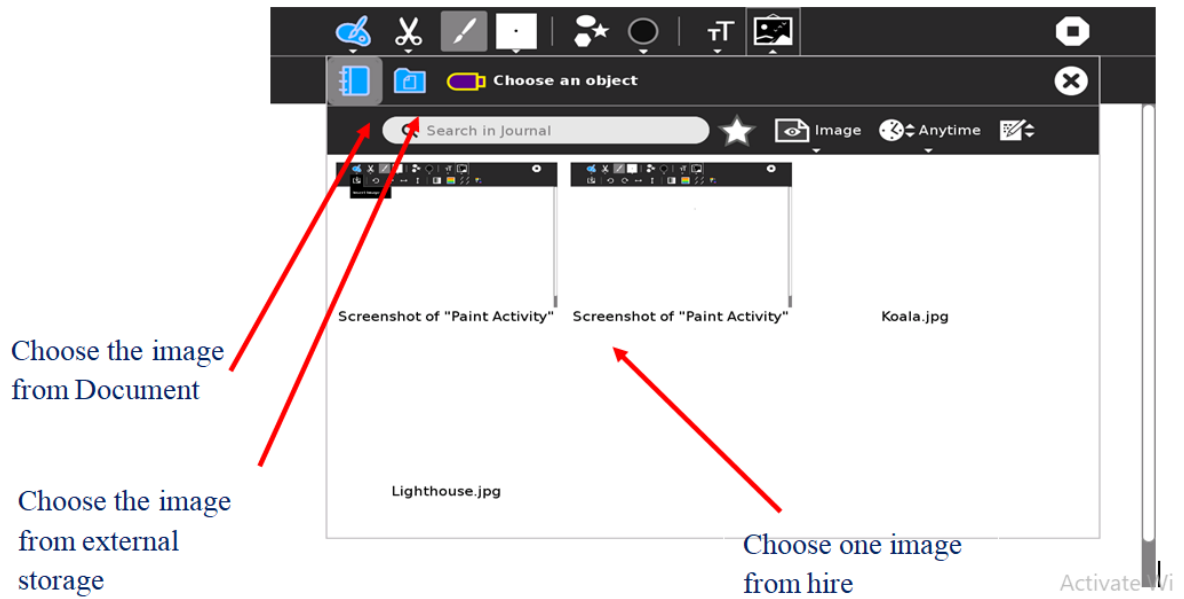 TT
Choose an object
Search in Journal
Image
Anytime
Screenshot of "Paint Activity"
Screenshot of "Paint Activity"
Koala.jpg
Choose the image
from Document
Lighthouse.jpg
Choose the image
from external
storage
Choose one image
from hire
Activate Wi